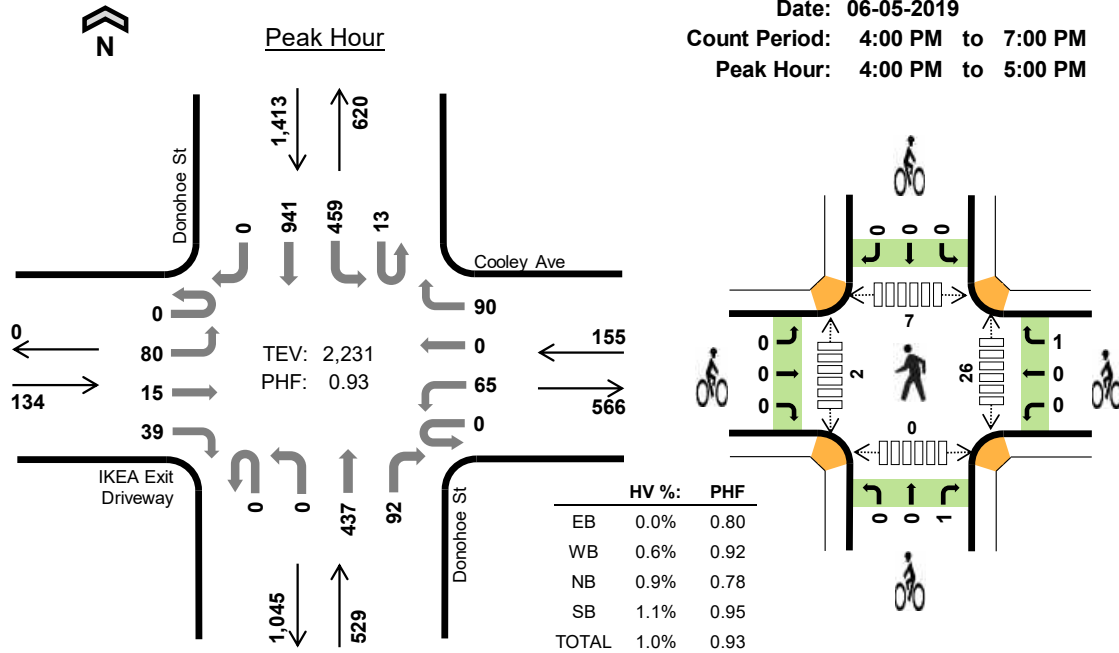 Date: 06-05-2019
Count Period: 4:00 PM to 7:00 PM
Peak Hour: 4:00 PM to 5:00 PM
N
Peak Hour
1,413
620
Donohoe St
0
941
459
13
Cooley Ave
0
80
15
39
0
134
TEV: 2,231
PHF: 0.93
90
0
65
0
155
566
IKEA Exit
Driveway
0
0
437
92
Donohoe St
1,045
529
HV %: PHF
EB 0.0% 0.80
WB 0.6% 0.92
NB 0.9% 0.78
SB 1.1% 0.95
TOTAL 1.0% 0.93
0
0
0
7
0
0
0
2
26
1
0
0
0
0
0
1